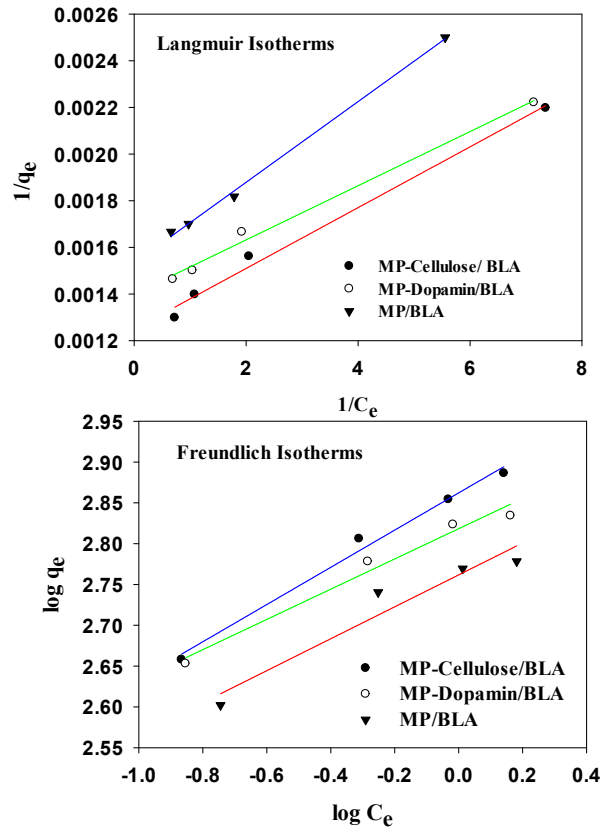 0.0026
Langmuir Isotherms
0.0024
0.0022
0.0020
1/qe
0.0018
0.0016
MP-Cellulose/ BLA
MP-Dopamin/BLA
0.0014
MP/BLA
0.0012
0 2 4 6 8
1/Ce
2.95
Freundlich Isotherms
2.90
2.85
2.80
log qe
2.75
2.70
2.65
MP-Cellulose/BLA
MP-Dopamin/BLA
2.60
MP/BLA
2.55
-1.0 -0.8 -0.6 -0.4 -0.2 0.0 0.2 0.4
log Ce